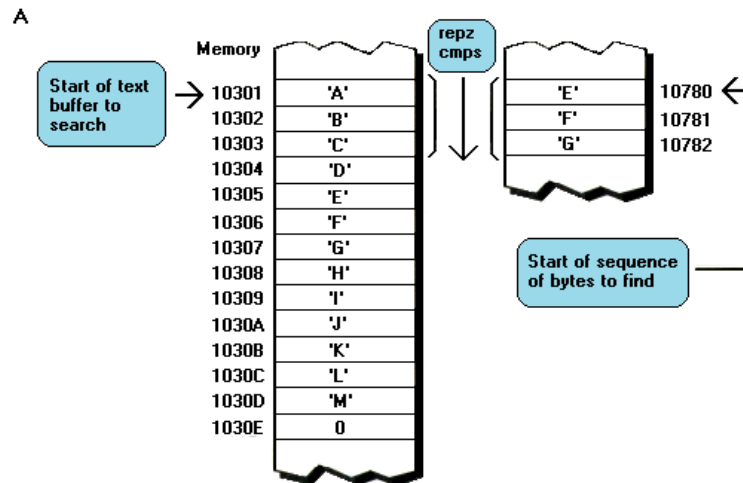 A
Memory
repz
cmps
Start of text
buffer to
search
10301 'A'
10302 'B'
10303 'C'
10304 'D'
10305 'E'
10306 'F'
10307 'G'
10308 'H'
10309 'I'
1030A 'J'
1030B 'K'
1030C 'L'
1030D 'M'
1030E 0
'E' 10780
'F' 10781
'G' 10782
Start of sequence
of bytes to find